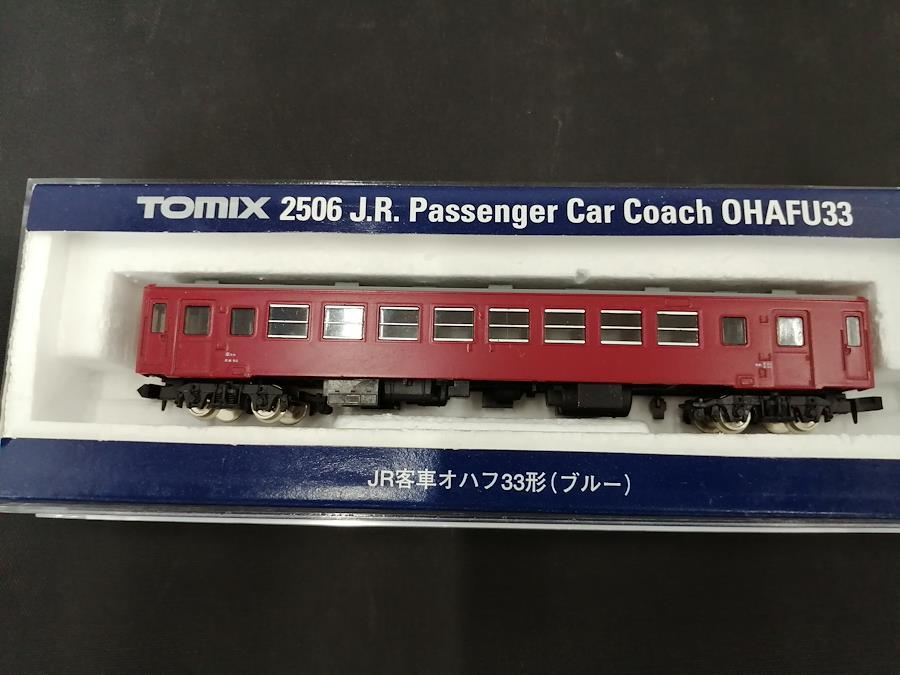 TOMIX 2506 J.R. Passenger Car Coach OHAFU33
JR客車オハフ33形(ブルー)